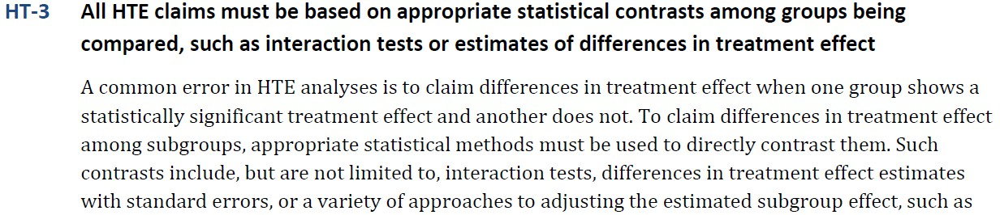 HT-3 All HTE claims must be based on appropriate statistical contrasts among groups being
compared, such as interaction tests or estimates of differences in treatment effect
A common error in HTE analyses is to claim differences in treatment effect when one group shows a
statistically significant treatment effect and another does not. To claim differences in treatment effect
among subgroups, appropriate statistical methods must be used to directly contrast them. Such
contrasts include, but are not limited to, interaction tests, differences in treatment effect estimates
with standard errors, or a variety of approaches to adjusting the estimated subgroup effect, such as